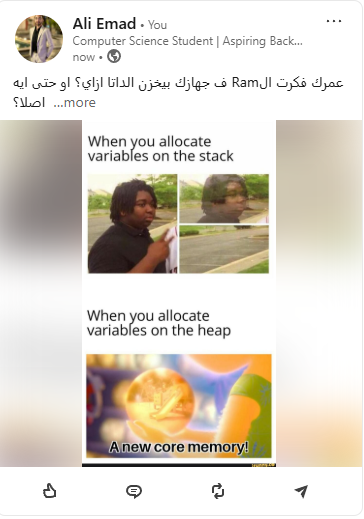 Ali Emad • You
Computer Science Student | Aspiring Back...
now •
عمرك فكرت الRam ف جهازك بيخزن الداتا ازاي؟ او حتى ايه
اصلا؟ ...more
When you allocate
variables on the stack
When you allocate
variables on the heap
A new core memory!